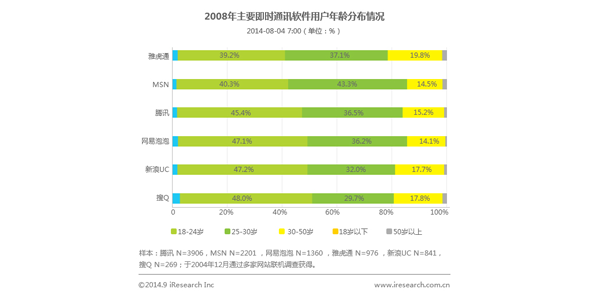 2008年主要即时通讯软件用户年龄分布情况
2014-08-04 7:00 ( 单位：% )
雅虎通 39.2% 37.1% 19.8%
MSN 40.3% 43.3% 14.5%
腾讯 45.4% 36.5% 15.2%
网易泡泡 47.1% 36.2% 14.1%
新浪UC 47.2% 32.0% 17.7%
搜Q 48.0% 29.7% 17.8%
0 20% 40% 60% 80% 100%
18-24岁 25-30岁 30-50岁 18岁以下 50岁以上
样本：腾讯 N=3906，MSN N=2201 ，网易泡泡 N=1360 ，雅虎通 N=976 ，新浪UC N=841，
搜Q N=269；于2004年12月通过多家网站联机调查获得。
©2014.9 iResearch Inc www.iresearch.com.cn